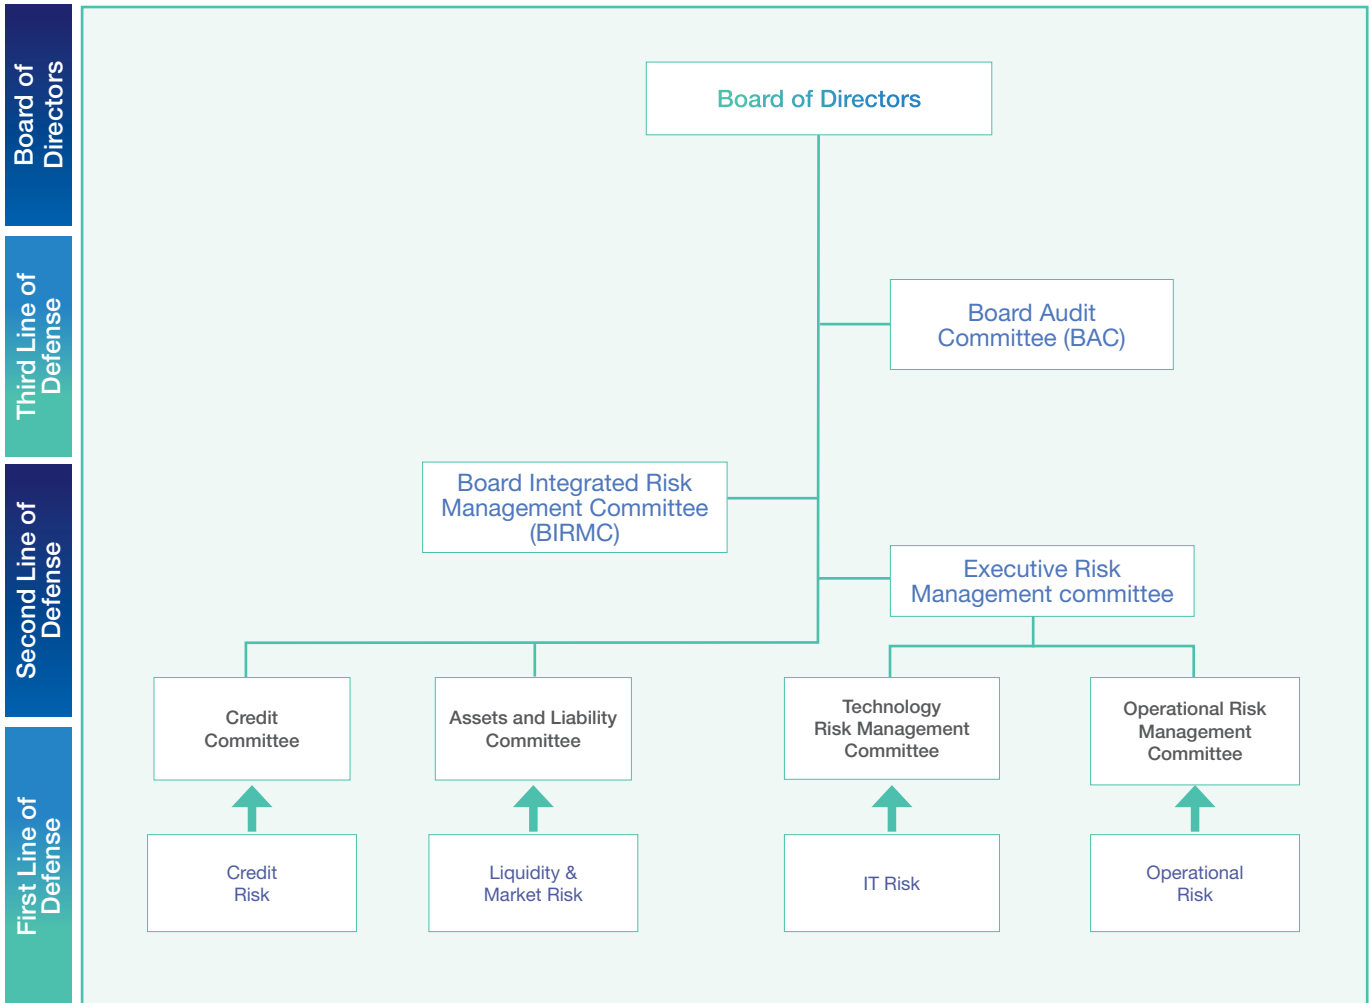 Board of
Directors
Board of Directors
Third Line of
Defense
Board Audit
Committee (BAC)
Second Line of
Defense
Board Integrated Risk
Management Committee
(BIRMC)
Executive Risk
Management committee
Credit
Committee
Assets and Liability
Committee
Technology
Risk Management
Committee
Operational Risk
Management
Committee
First Line of
Defense
Credit
Risk
Liquidity &
Market Risk
IT Risk
Operational
Risk